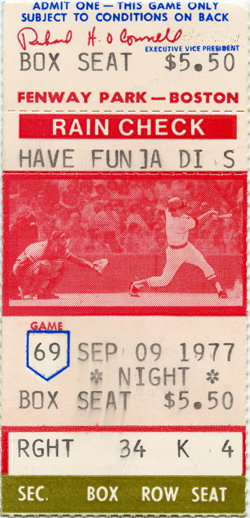 ADMIT ONE — THIS GAME ONLY
SUBJECT TO CONDITIONS ON BACK
Richard H. O'Connell
EXECUTIVE VICE PRESIDENT
BOX SEAT $5.50
FENWAY PARK — BOSTON
RAIN CHECK
HAVE FUN JA DI S
GAME
69 SEP 09 1977
* NIGHT *
BOX SEAT $5.50
RGHT 34 K 4
SEC. BOX ROW SEAT